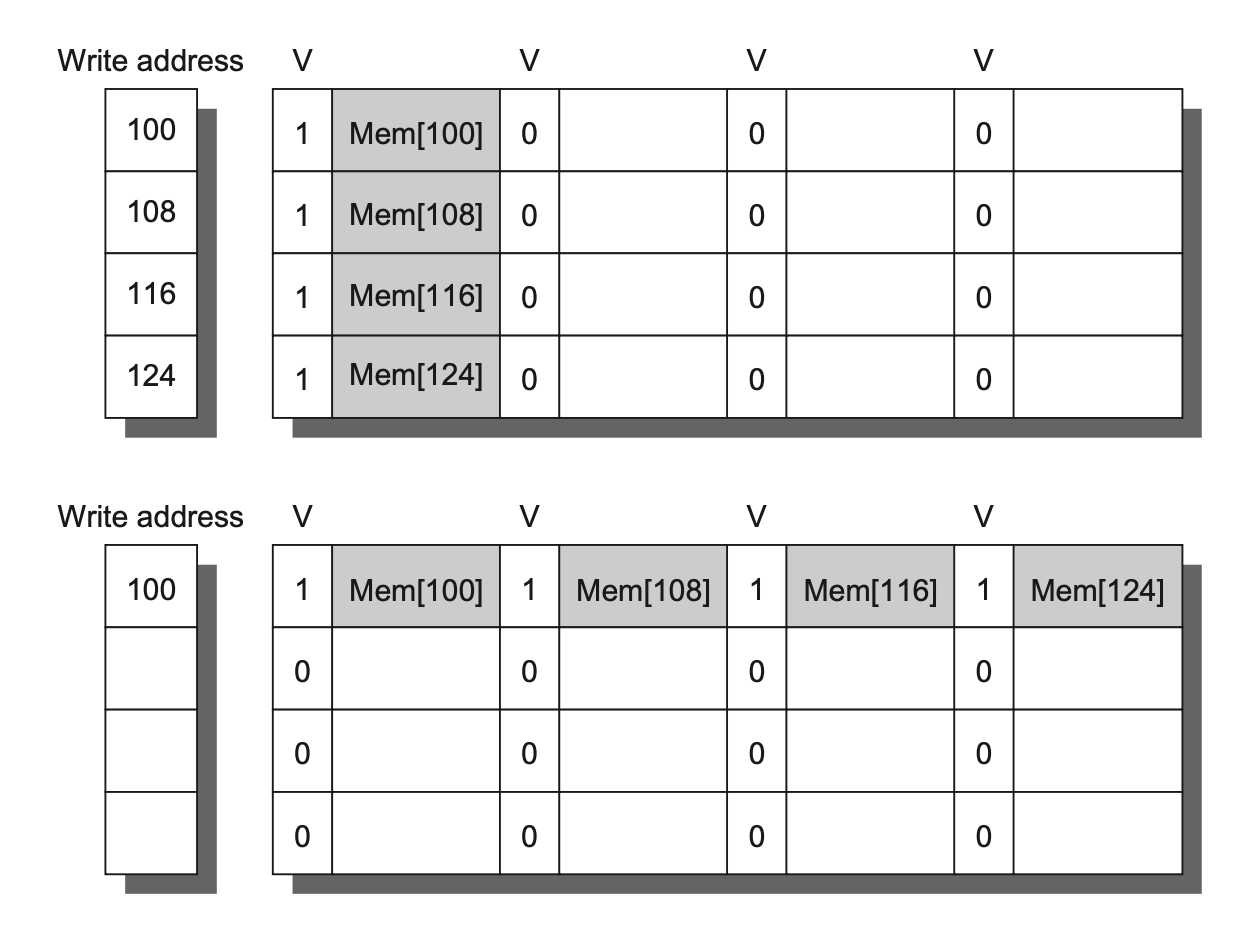 Write address V V V V
100 1 Mem[100] 0 0 0
108 1 Mem[108] 0 0 0
116 1 Mem[116] 0 0 0
124 1 Mem[124] 0 0 0
Write address V V V V
100 1 Mem[100] 1 Mem[108] 1 Mem[116] 1 Mem[124]
0 0 0 0
0 0 0 0
0 0 0 0